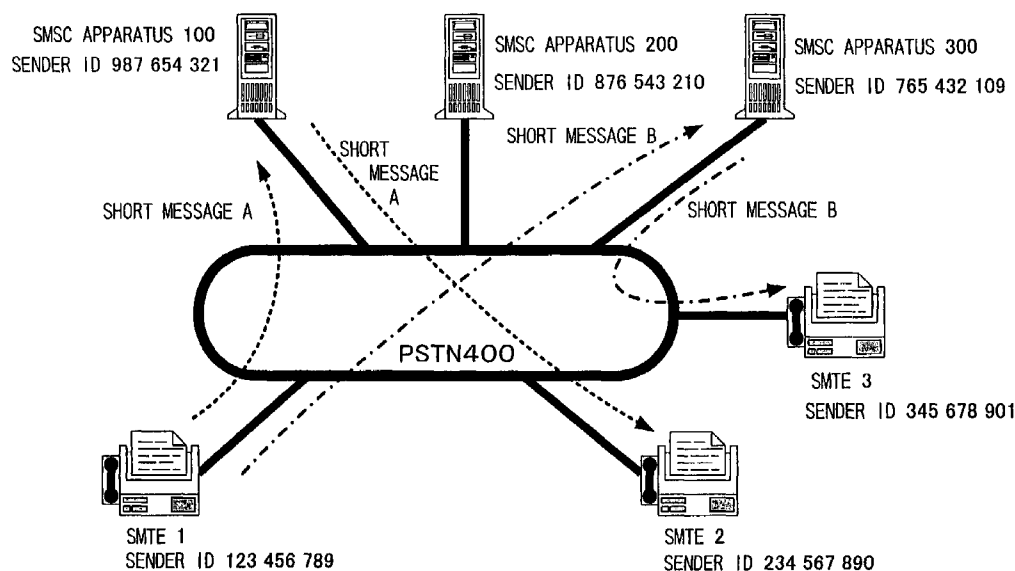 SMSC APPARATUS 100
SENDER ID 987 654 321
SMSC APPARATUS 200
SENDER ID 876 543 210
SMSC APPARATUS 300
SENDER ID 765 432 109
SHORT MESSAGE B
SHORT
MESSAGE
A
SHORT MESSAGE A
SHORT MESSAGE B
PSTN400
SMTE 3
SENDER ID 345 678 901
SMTE 1
SENDER ID 123 456 789
SMTE 2
SENDER ID 234 567 890